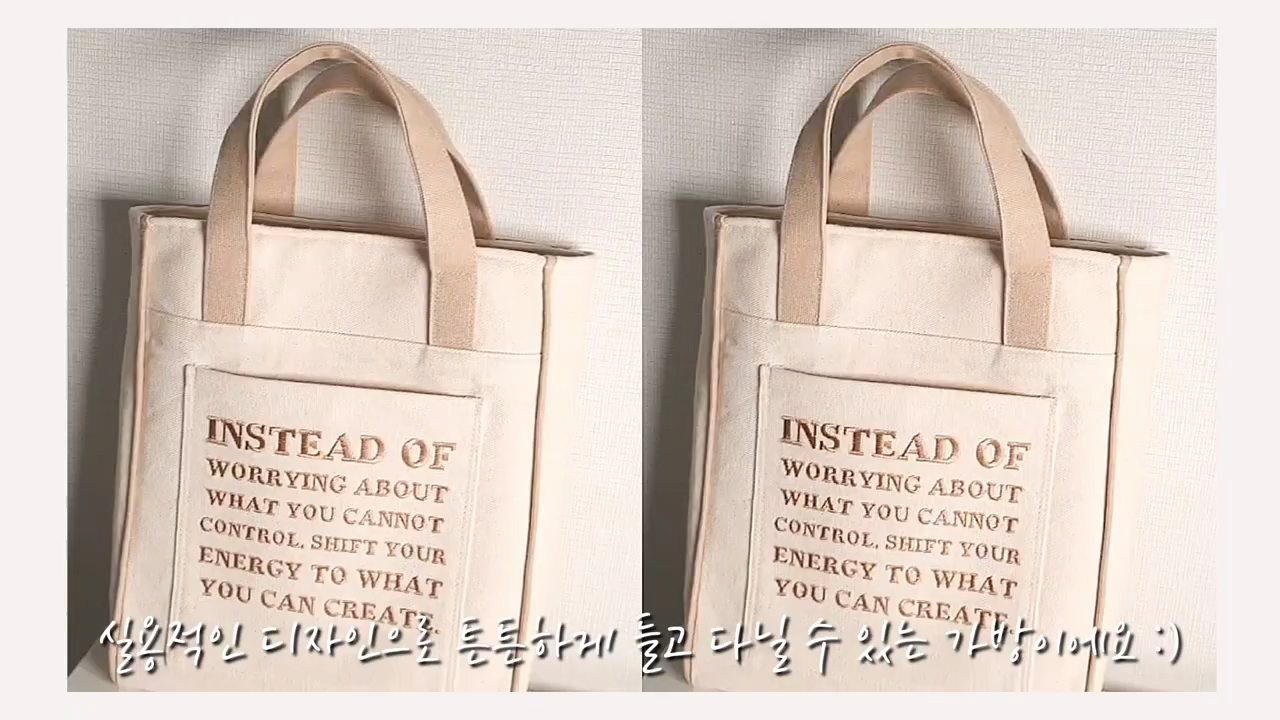 INSTEAD OF
WORRYING ABOUT
WHAT YOU CANNOT
CONTROL, SHIFT YOUR
ENERGY TO WHAT
YOU CAN CREATE.
INSTEAD OF
WORRYING ABOUT
WHAT YOU CANNOT
CONTROL, SHIFT YOUR
ENERGY TO WHAT
YOU CAN CREATE
실용적인 디자인으로 튼튼하게 들고 다닐 수 있는 가방이에요 :)